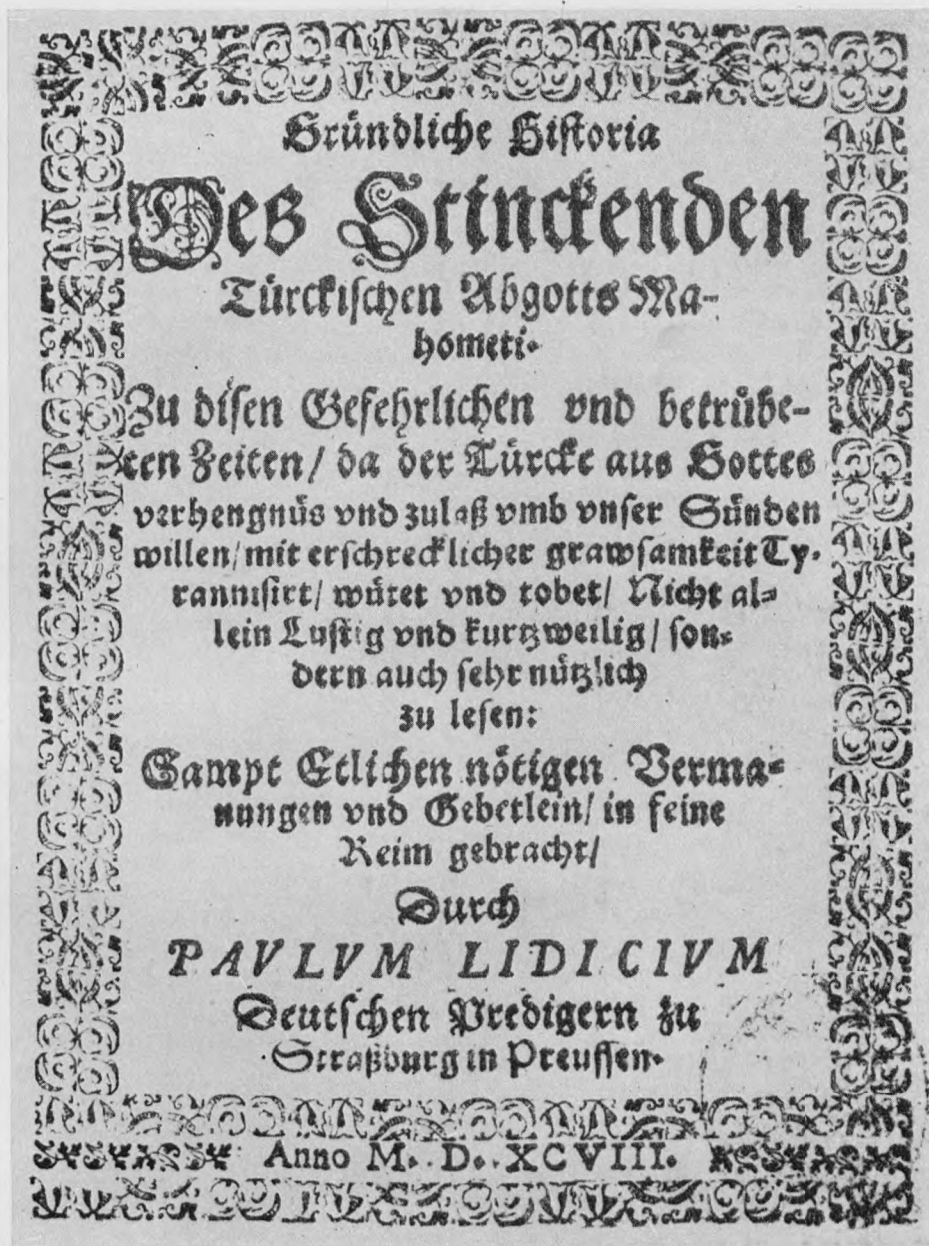 Gründliche Historia
Des Stinckenden
Türckischen Abgotts Ma-
hometi.
Zu disen Gefehrlichen vnd betrübe-
ten Zeiten/ da der Türcke aus Gottes
verhengnüs vnd zulaß vmb vnser Sünden
willen/ mit erschrecklicher grawsamkeit Ty-
rannisirt/ wütet vnd tobet/ Nicht al-
lein Lustig vnd kurtzweilig/ son-
dern auch sehr nützlich
zu lesen:
Sampt Etlichen nötigen Verma-
nungen vnd Gebetlein/ in feine
Reim gebracht/
Durch
PAVLVM LIDICIVM
Deutschen Predigern zu
Straßburg in Preussen.
Anno M. D. XCVIII.